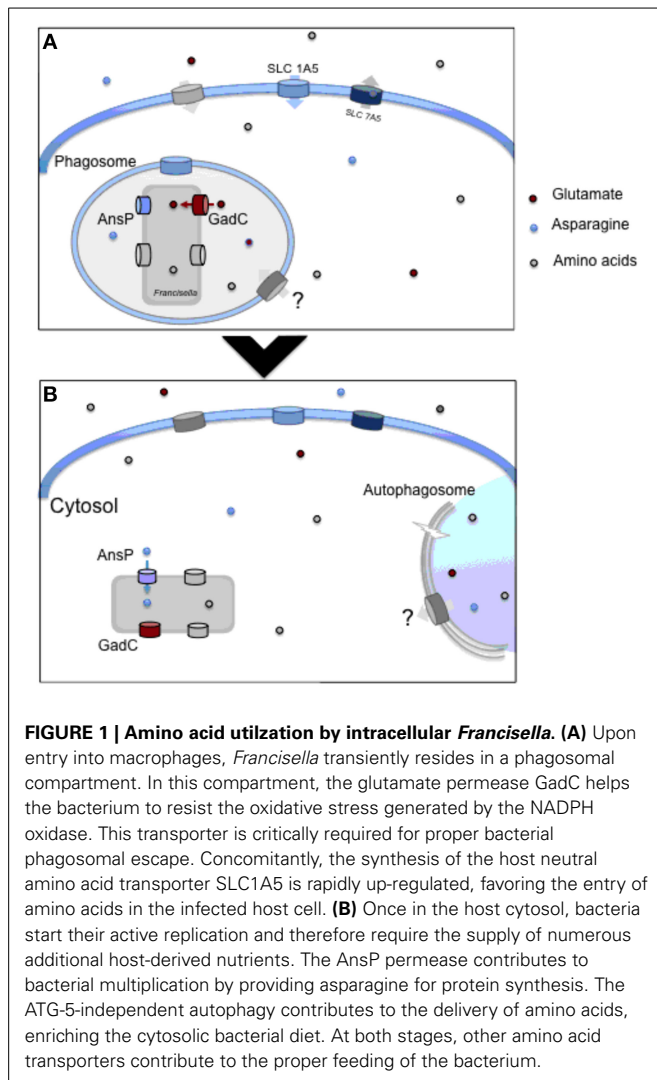 A
SLC 1A5
SLC 7A5
Phagosome
AnsP
GadC
Francisella
?
Glutamate
Asparagine
Amino acids
B
Cytosol
Autophagosome
AnsP
GadC
?
FIGURE 1 | Amino acid utilzation by intracellular Francisella. (A) Upon
entry into macrophages, Francisella transiently resides in a phagosomal
compartment. In this compartment, the glutamate permease GadC helps
the bacterium to resist the oxidative stress generated by the NADPH
oxidase. This transporter is critically required for proper bacterial
phagosomal escape. Concomitantly, the synthesis of the host neutral
amino acid transporter SLC1A5 is rapidly up-regulated, favoring the entry of
amino acids in the infected host cell. (B) Once in the host cytosol, bacteria
start their active replication and therefore require the supply of numerous
additional host-derived nutrients. The AnsP permease contributes to
bacterial multiplication by providing asparagine for protein synthesis. The
ATG-5-independent autophagy contributes to the delivery of amino acids,
enriching the cytosolic bacterial diet. At both stages, other amino acid
transporters contribute to the proper feeding of the bacterium.